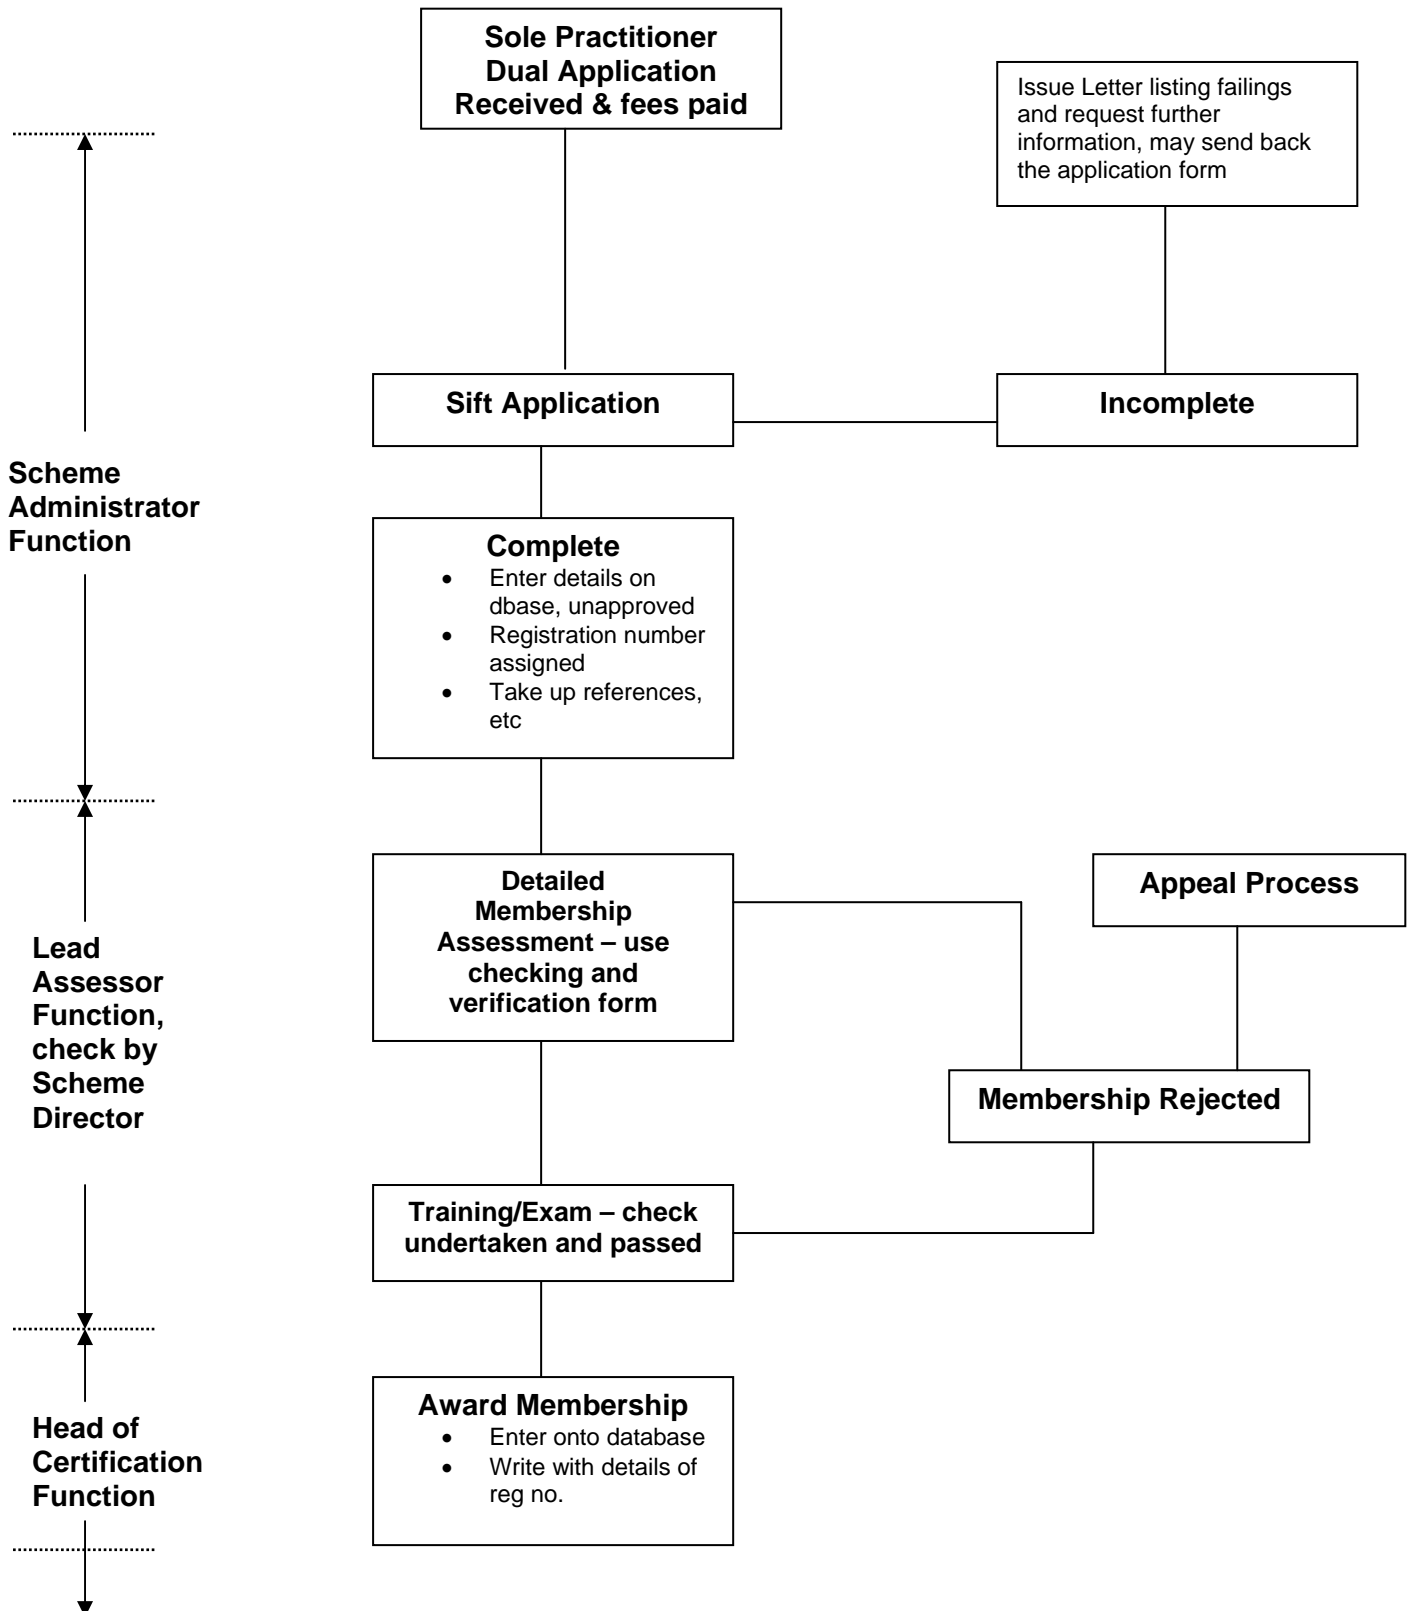 Sole Practitioner
Dual Application
Received & fees paid
Issue Letter listing failings
and request further
information, may send back
the application form
Sift Application
Incomplete
Scheme
Administrator
Function
Complete
• Enter details on
dbase, unapproved
• Registration number
assigned
• Take up references,
etc
Detailed
Membership
Assessment – use
checking and
verification form
Appeal Process
Lead
Assessor
Function,
check by
Scheme
Director
Membership Rejected
Training/Exam – check
undertaken and passed
Award Membership
• Enter onto database
• Write with details of
reg no.
Head of
Certification
Function